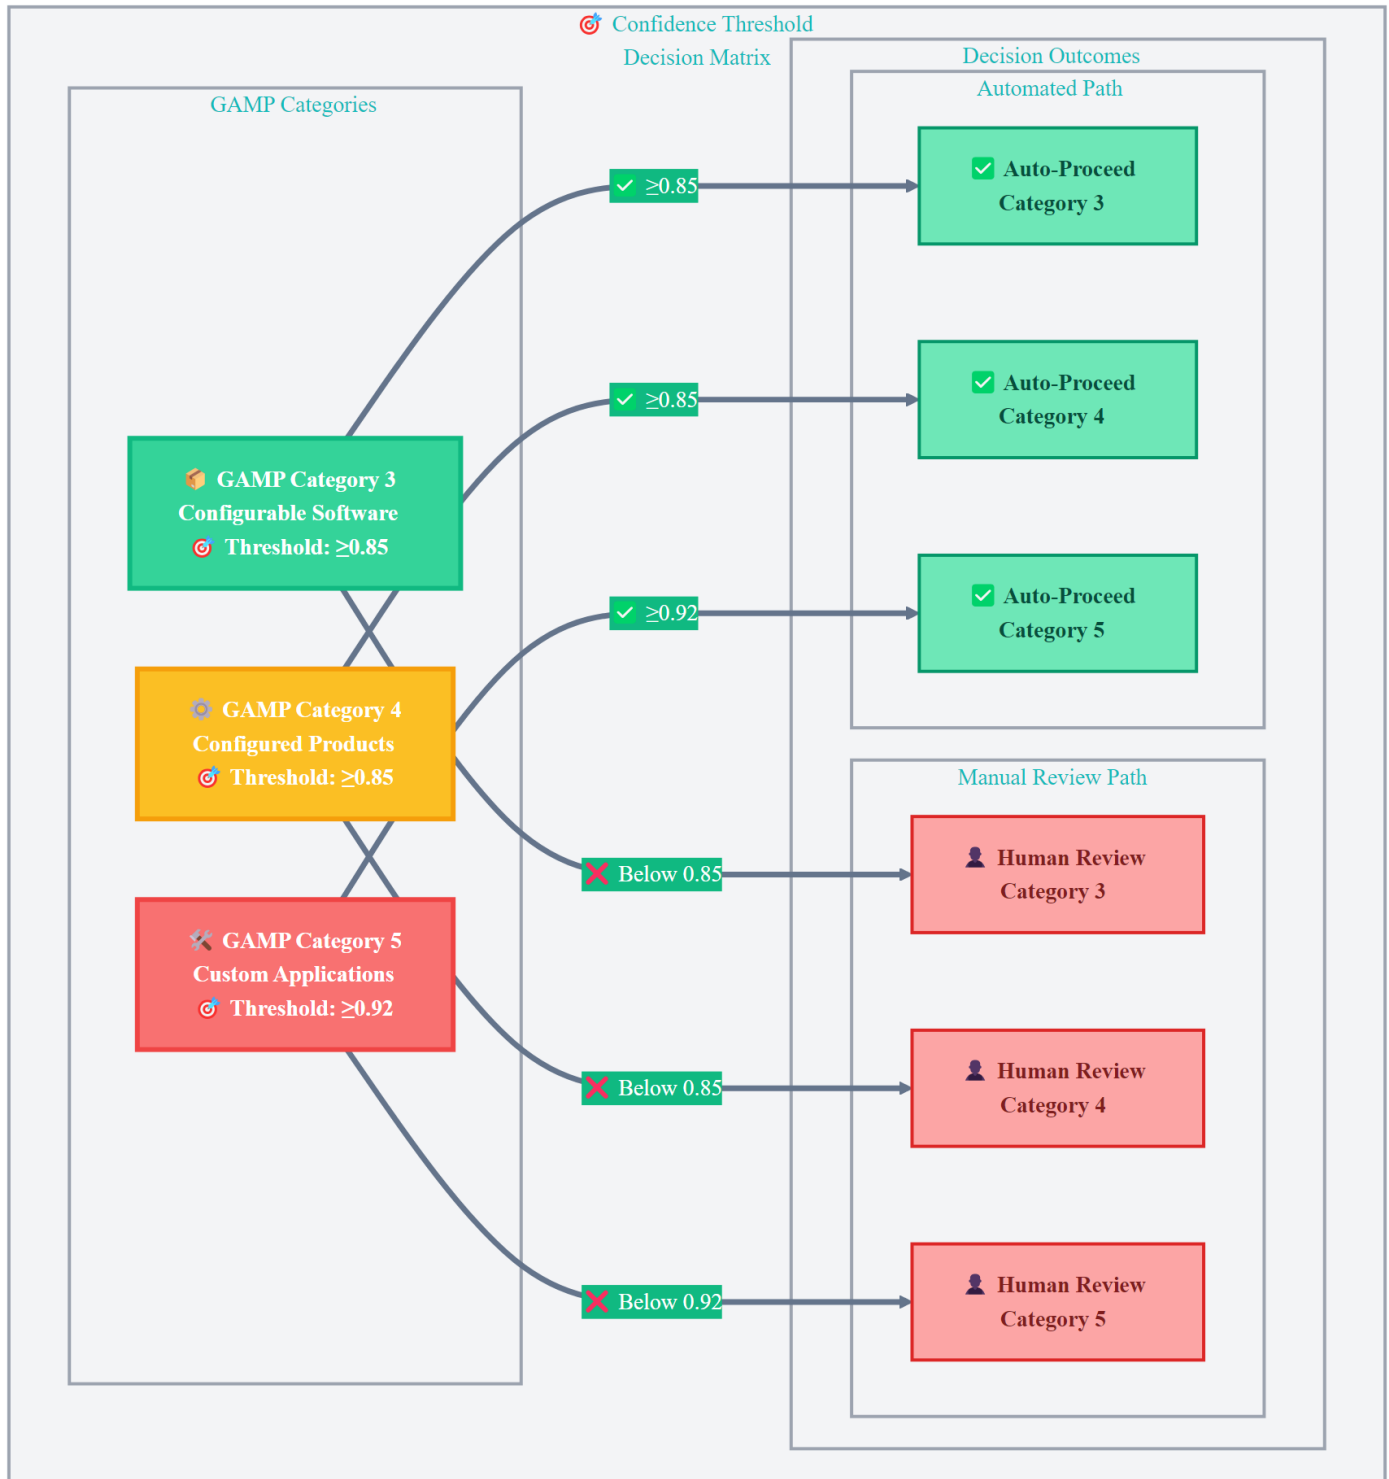 🎯 Confidence Threshold
Decision Matrix
GAMP Categories
📦 GAMP Category 3
Configurable Software
🎯 Threshold: ≥0.85
⚙️ GAMP Category 4
Configured Products
🎯 Threshold: ≥0.85
🛠️ GAMP Category 5
Custom Applications
🎯 Threshold: ≥0.92
✅ ≥0.85
✅ ≥0.85
✅ ≥0.92
❌ Below 0.85
❌ Below 0.85
❌ Below 0.92
Decision Outcomes
Automated Path
✅ Auto-Proceed
Category 3
✅ Auto-Proceed
Category 4
✅ Auto-Proceed
Category 5
Manual Review Path
👤 Human Review
Category 3
👤 Human Review
Category 4
👤 Human Review
Category 5